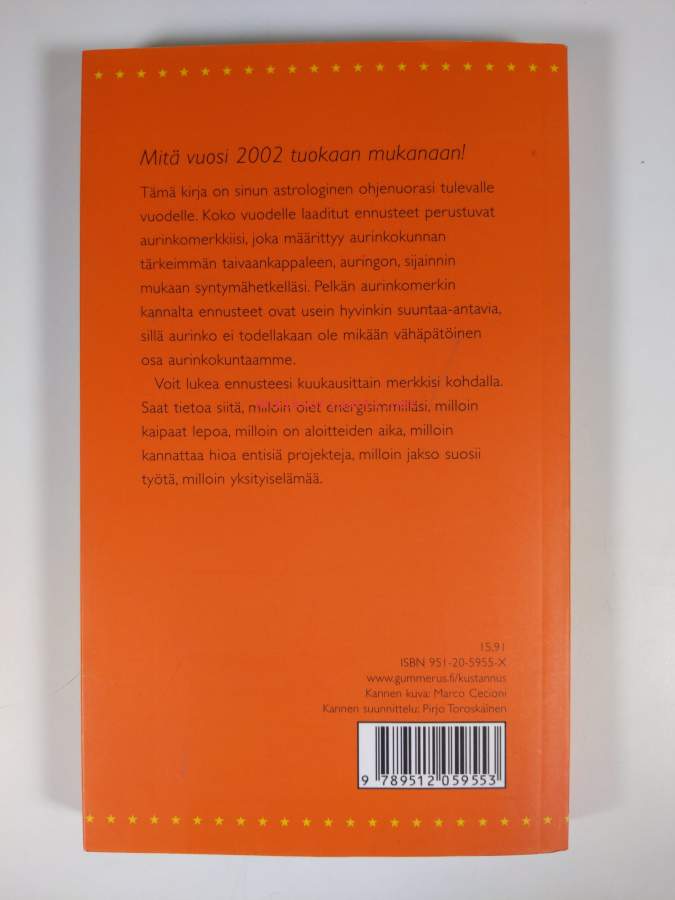 Mitä vuosi 2002 tuokaan mukanaan!
Tämä kirja on sinun astrologinen ohjenuorasi tulevalle
vuodelle. Koko vuodelle laaditut ennusteet perustuvat
aurinkomerkkiisi, joka määrittyy aurinkokunnan
tärkeimmän taivaankappaleen, auringon, sijainnin
mukaan syntymähetkelläsi. Pelkän aurinkomerkin
kannalta ennusteet ovat usein hyvinkin suuntaa-antavia,
sillä aurinko ei todellakaan ole mikään vähäpätöinen
osa aurinkokuntaamme.
Voit lukea ennusteesi kuukausittain merkkisi kohdalla.
Saat tietoa siitä, milloin olet energisimmilläsi, milloin
kaipaat lepoa, milloin on aloitteiden aika, milloin
kannattaa hioa entisiä projekteja, milloin jakso suosii
työtä, milloin yksityiselämää.
15,91
ISBN 951-20-5955-X
www.gummerus.fi/kustannus
Kannen kuva: Marco Cecioni
Kannen suunnittelu: Pirjo Toroskainen
9 789512 059553